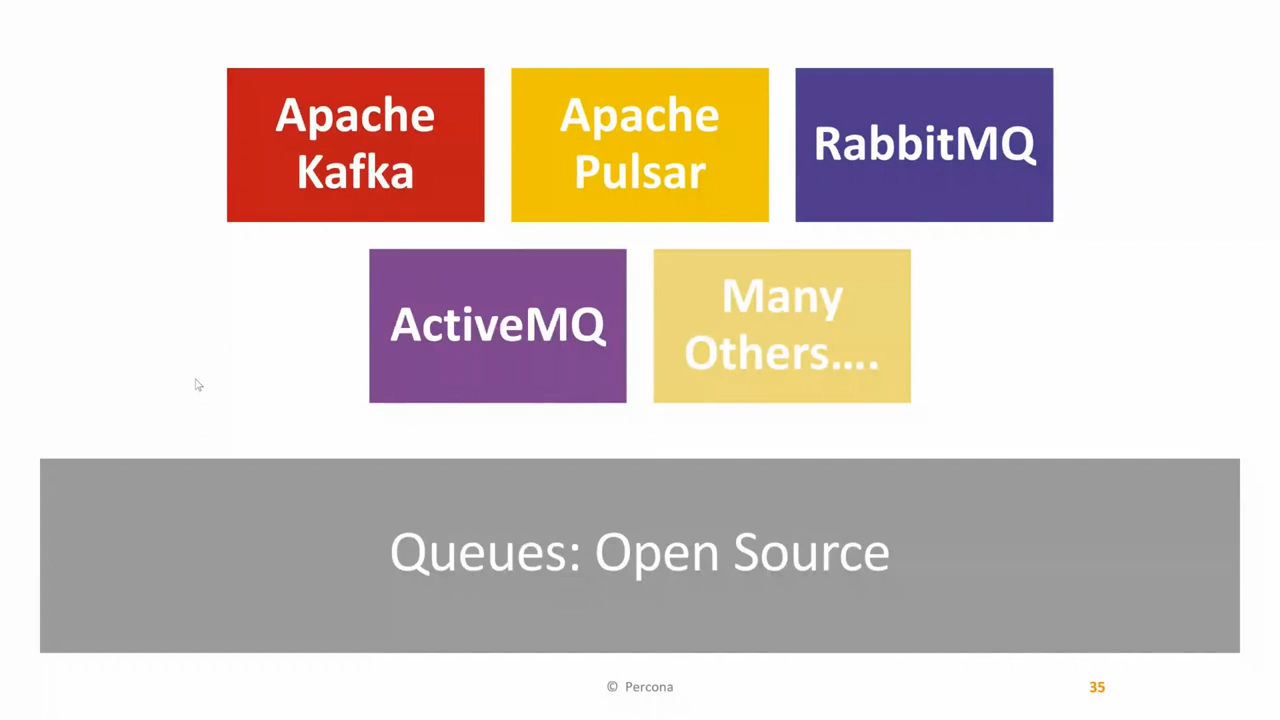 Apache
Kafka
Apache
Pulsar
RabbitMQ
ActiveMQ
Many
Others....
Queues: Open Source
© Percona
35